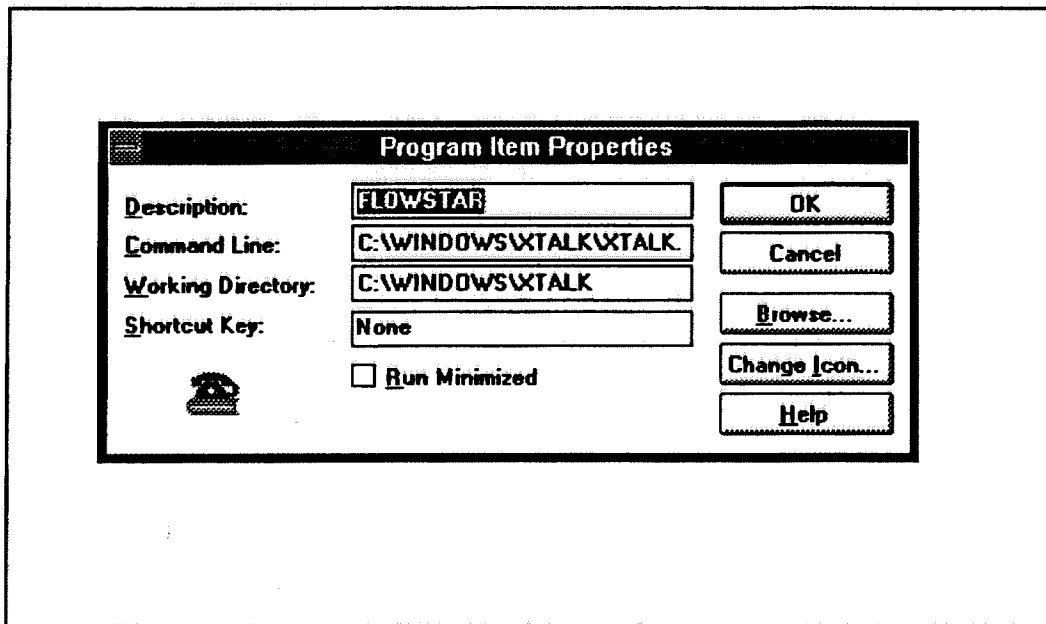 Program Item Properties
Description: FLOWSTAR
Command Line: C:\WINDOWS\XTALK\XTALK.
Working Directory: C:\WINDOWS\XTALK
Shortcut Key: None
Run Minimized
OK
Cancel
Browse...
Change Icon...
Help